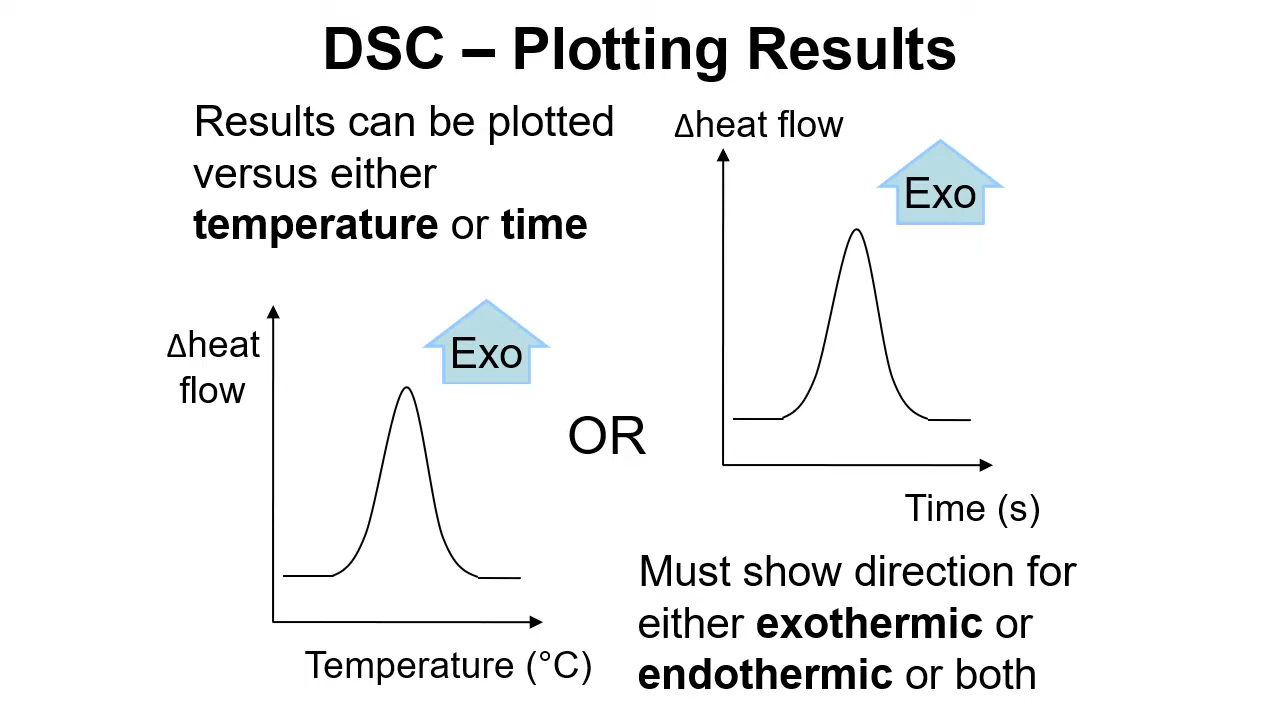 DSC – Plotting Results
Results can be plotted
versus either
temperature or time
Δheat flow
Exo
Time (s)
Δheat
flow
Exo
Temperature (°C)
OR
Must show direction for
either exothermic or
endothermic or both